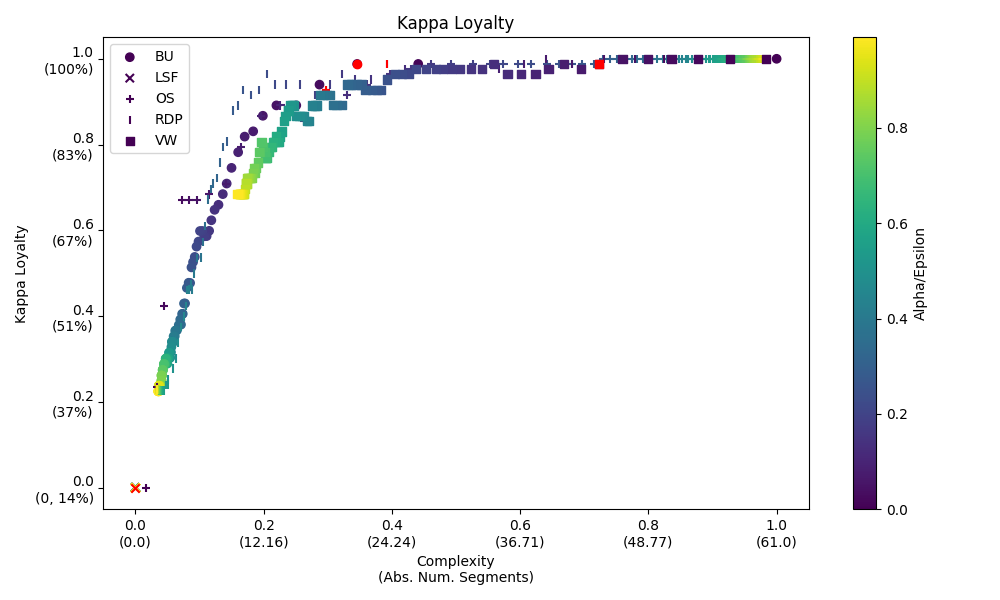 Kappa Loyalty
BU
LSF
OS
RDP
VW
Kappa Loyalty
1.0
(100%)
0.8
(83%)
0.6
(67%)
0.4
(51%)
0.2
(37%)
0.0
(0, 14%)
0.0
(0.0)
0.2
(12.16)
0.4
(24.24)
0.6
(36.71)
0.8
(48.77)
1.0
(61.0)
Complexity
(Abs. Num. Segments)
0.8
0.6
0.4
0.2
0.0
Alpha/Epsilon